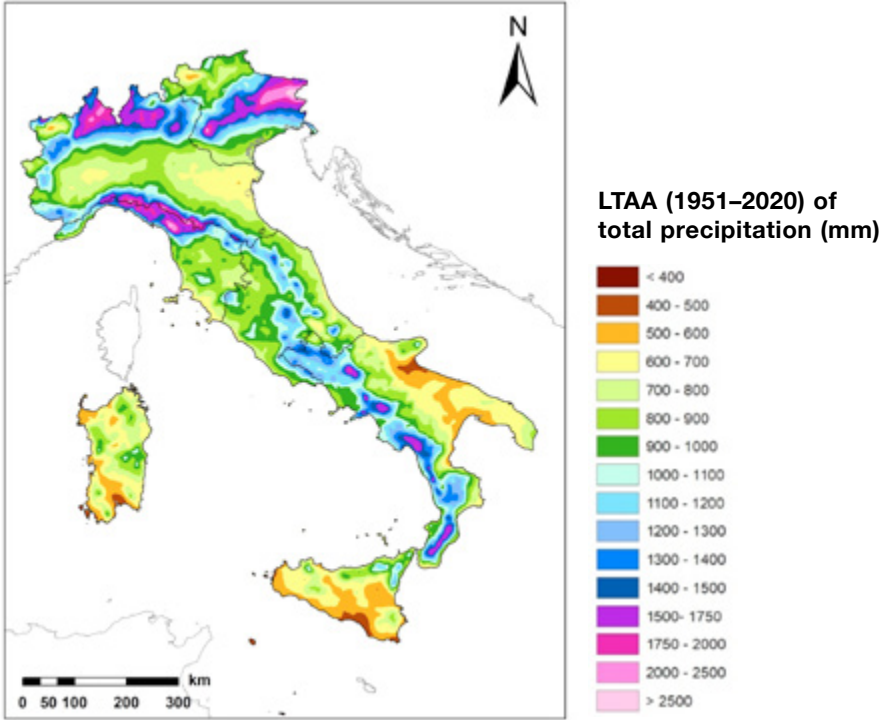 N
LTAA (1951–2020) of
total precipitation (mm)
< 400
400 - 500
500 - 600
600 - 700
700 - 800
800 - 900
900 - 1000
1000 - 1100
1100 - 1200
1200 - 1300
1300 - 1400
1400 - 1500
1500- 1750
1750 - 2000
2000 - 2500
> 2500
km
0 50 100 200 300